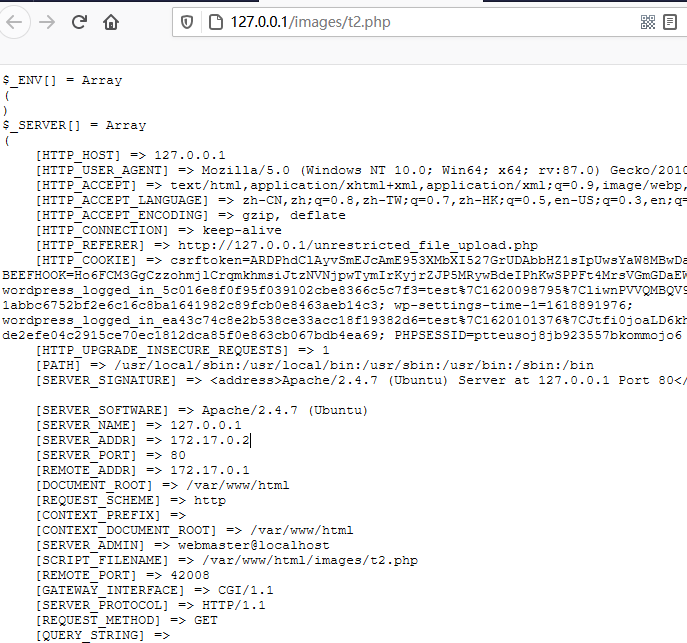 127.0.0.1/images/t2.php
$_ENV[] = Array
(
)
$_SERVER[] = Array
(
[HTTP_HOST] => 127.0.0.1
[HTTP_USER_AGENT] => Mozilla/5.0 (Windows NT 10.0; Win64; x64; rv:87.0) Gecko/2010
[HTTP_ACCEPT] => text/html,application/xhtml+xml,application/xml;q=0.9,image/webp,
[HTTP_ACCEPT_LANGUAGE] => zh-CN,zh;q=0.8,zh-TW;q=0.7,zh-HK;q=0.5,en-US;q=0.3,en;q=
[HTTP_ACCEPT_ENCODING] => gzip, deflate
[HTTP_CONNECTION] => keep-alive
[HTTP_REFERER] => http://127.0.0.1/unrestricted_file_upload.php
[HTTP_COOKIE] => csrftoken=ARDPhdClAyvSmEJcAmE953XMbXI527GrUDAbbHZ1sIpUwsYaW8MBwDa
BEEFHOOK=Ho6FCM3GgCzzohmjlCrqmkhmsiJtzNVNjpwTymIrKyjrZJP5MRywBdeIPhKwSPPFt4MrsVGmGDaEW
wordpress_logged_in_5c016e8f0f95f039102cbe8366c5c7f3=test%7C1620098795%7CliwnPVVQMBQV9
1abbc6752bf2e6c16c8ba1641982c89fcb0e8463aeb14c3; wp-settings-time-1=1618891976;
wordpress_logged_in_ea43c74c8e2b538ce33acc18f19382d6=test%7C1620101376%7CJtfi0joaLD6kh
de2efe04c2915ce70ec1812dca85f0e863cb067bdb4ea69; PHPSESSID=ptteusoj8jb923557bkommojo6
[HTTP_UPGRADE_INSECURE_REQUESTS] => 1
[PATH] => /usr/local/sbin:/usr/local/bin:/usr/sbin:/usr/bin:/sbin:/bin
[SERVER_SIGNATURE] => <address>Apache/2.4.7 (Ubuntu) Server at 127.0.0.1 Port 80</
[SERVER_SOFTWARE] => Apache/2.4.7 (Ubuntu)
[SERVER_NAME] => 127.0.0.1
[SERVER_ADDR] => 172.17.0.2
[SERVER_PORT] => 80
[REMOTE_ADDR] => 172.17.0.1
[DOCUMENT_ROOT] => /var/www/html
[REQUEST_SCHEME] => http
[CONTEXT_PREFIX] =>
[CONTEXT_DOCUMENT_ROOT] => /var/www/html
[SERVER_ADMIN] => webmaster@localhost
[SCRIPT_FILENAME] => /var/www/html/images/t2.php
[REMOTE_PORT] => 42008
[GATEWAY_INTERFACE] => CGI/1.1
[SERVER_PROTOCOL] => HTTP/1.1
[REQUEST_METHOD] => GET
[QUERY_STRING] =>